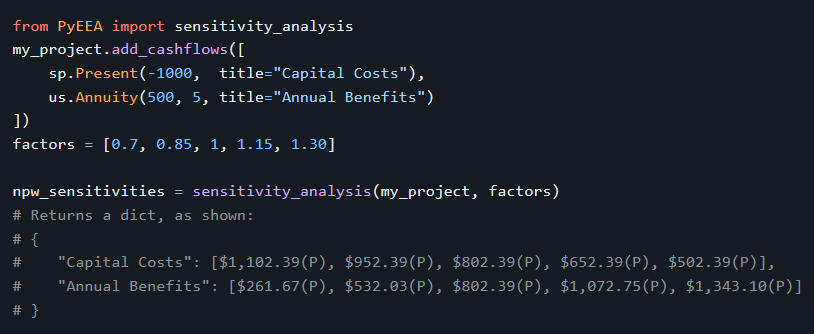 from PyEEA import sensitivity_analysis
my_project.add_cashflows([
    sp.Present(-1000,  title="Capital Costs"),
    us.Annuity(500, 5, title="Annual Benefits")
])
factors = [0.7, 0.85, 1, 1.15, 1.30]
npw_sensitivities = sensitivity_analysis(my_project, factors)
# Returns a dict, as shown:
# {
#    "Capital Costs": [$1,102.39(P), $952.39(P), $802.39(P), $652.39(P), $502.39(P)],
#    "Annual Benefits": [$261.67(P), $532.03(P), $802.39(P), $1,072.75(P), $1,343.10(P)]
# }